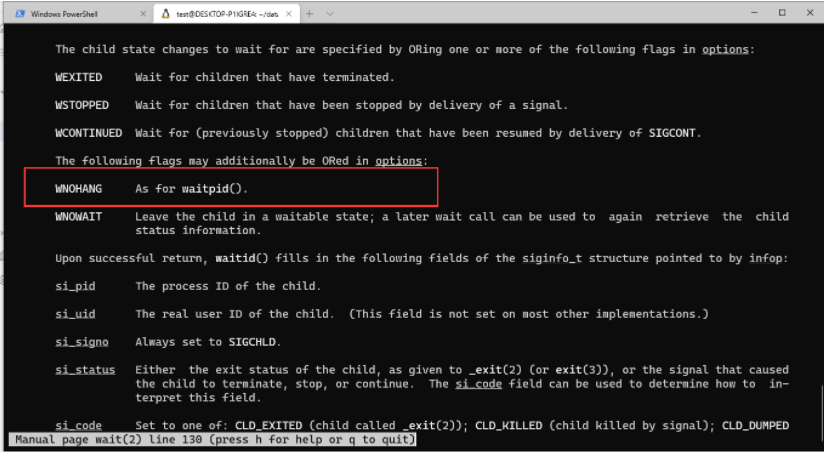 Windows PowerShell
test@DESKTOP-P1KGRE4: ~/data
The child state changes to wait for are specified by ORing one or more of the following flags in options:
WEXITED Wait for children that have terminated.
WSTOPPED Wait for children that have been stopped by delivery of a signal.
WCONTINUED Wait for (previously stopped) children that have been resumed by delivery of SIGCONT.
The following flags may additionally be ORed in options:
WNOHANG As for waitpid().
WNOWAIT Leave the child in a waitable state; a later wait call can be used to again retrieve the child
status information.
Upon successful return, waitid() fills in the following fields of the siginfo_t structure pointed to by infop:
si_pid The process ID of the child.
si_uid The real user ID of the child. (This field is not set on most other implementations.)
si_signo Always set to SIGCHLD.
si_status Either the exit status of the child, as given to _exit(2) (or exit(3)), or the signal that caused
the child to terminate, stop, or continue. The si_code field can be used to determine how to in-
terpret this field.
si_code Set to one of: CLD_EXITED (child called _exit(2)); CLD_KILLED (child killed by signal); CLD_DUMPED
Manual page wait(2) line 130 (press h for help or q to quit)